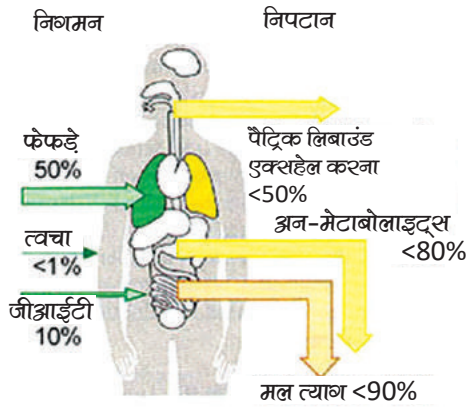 निगमन
निपटान
फेफड़े
50%
त्वचा
<1%
जीआईटी
10%
पैट्रिक लिबाउंड
एक्सहेल करना
<50%
अन-मेटाबोलाइट्स
<80%
मल त्याग <90%